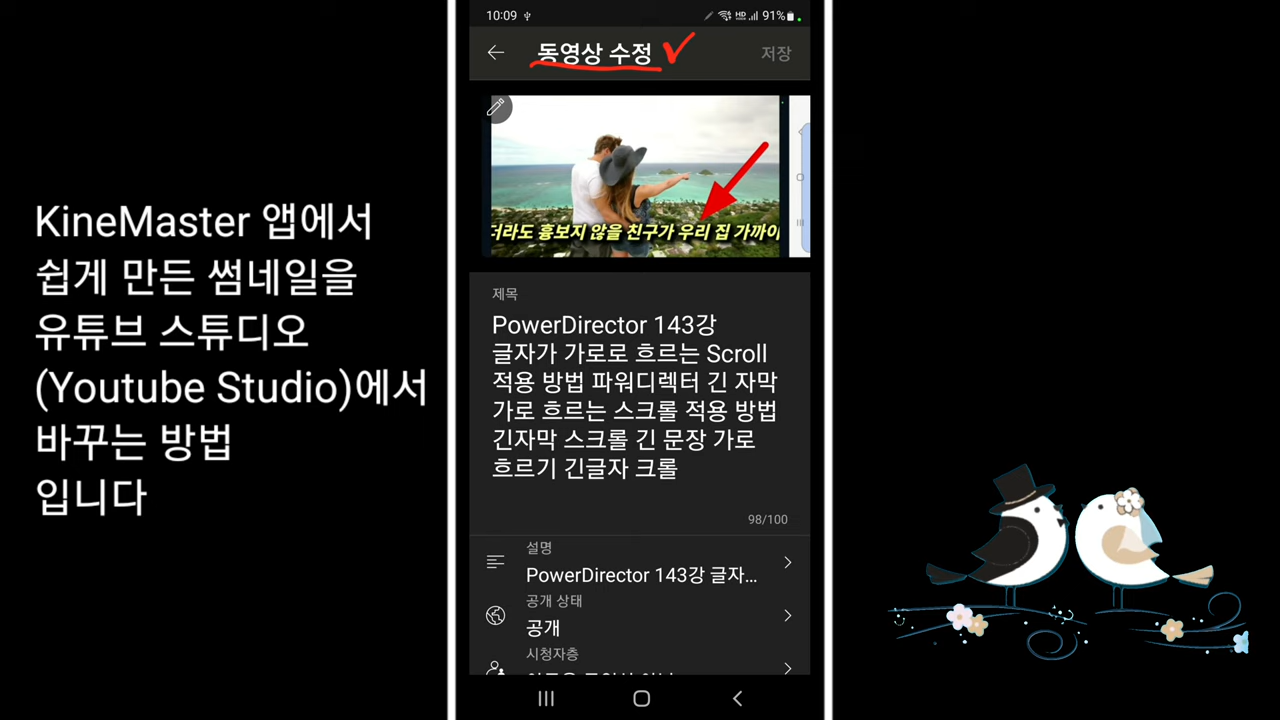 KineMaster 앱에서
쉽게 만든 썸네일을
유튜브 스튜디오
(Youtube Studio)에서
바꾸는 방법
입니다
10:09
91%
동영상 수정
저장
더라도 흉보지 않을 친구가 우리 집 가까이
제목
PowerDirector 143강
글자가 가로로 흐르는 Scroll
적용 방법 파워디렉터 긴 자막
가로 흐르는 스크롤 적용 방법
긴자막 스크롤 긴 문장 가로
흐르기 긴글자 크롤
98/100
설명
PowerDirector 143강 글자...
공개 상태
공개
시청자층